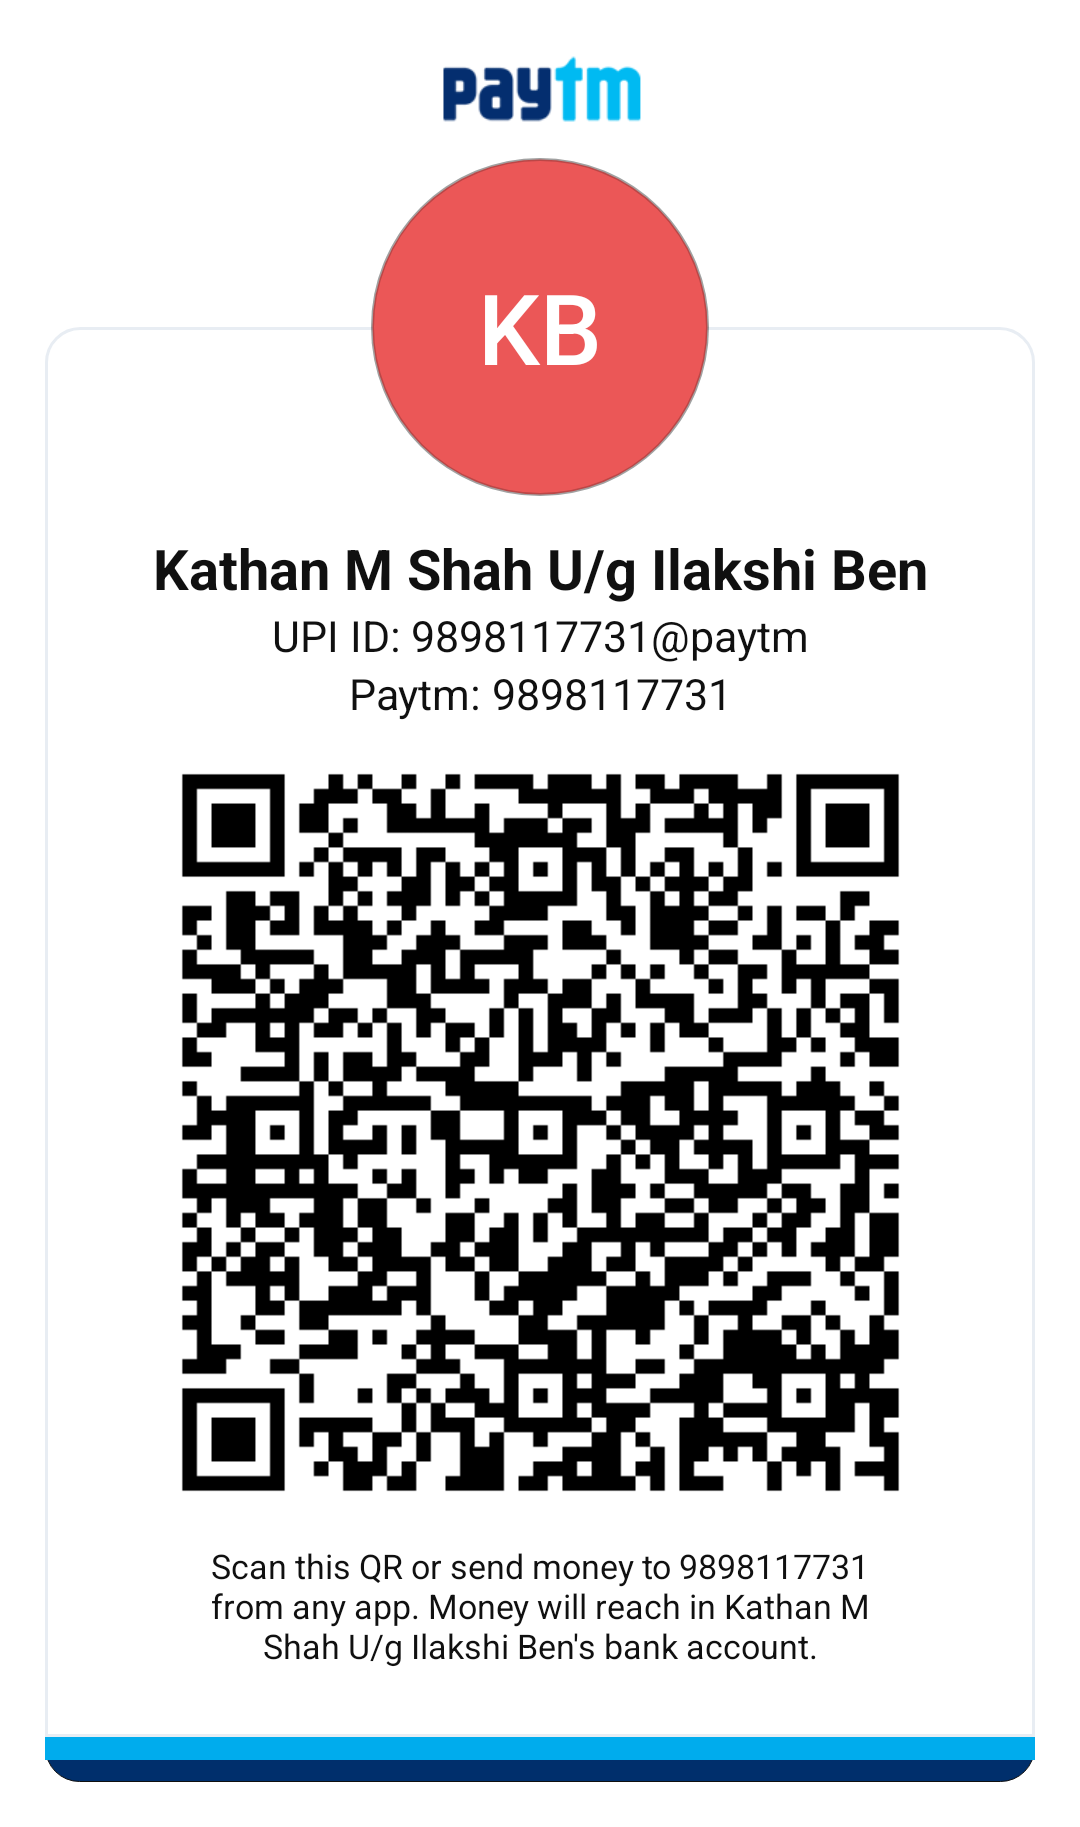 paytm
KB
Kathan M Shah U/g Ilakshi Ben
UPI ID: 9898117731@paytm
Paytm: 9898117731
Scan this QR or send money to 9898117731
from any app. Money will reach in Kathan M
Shah U/g Ilakshi Ben's bank account.